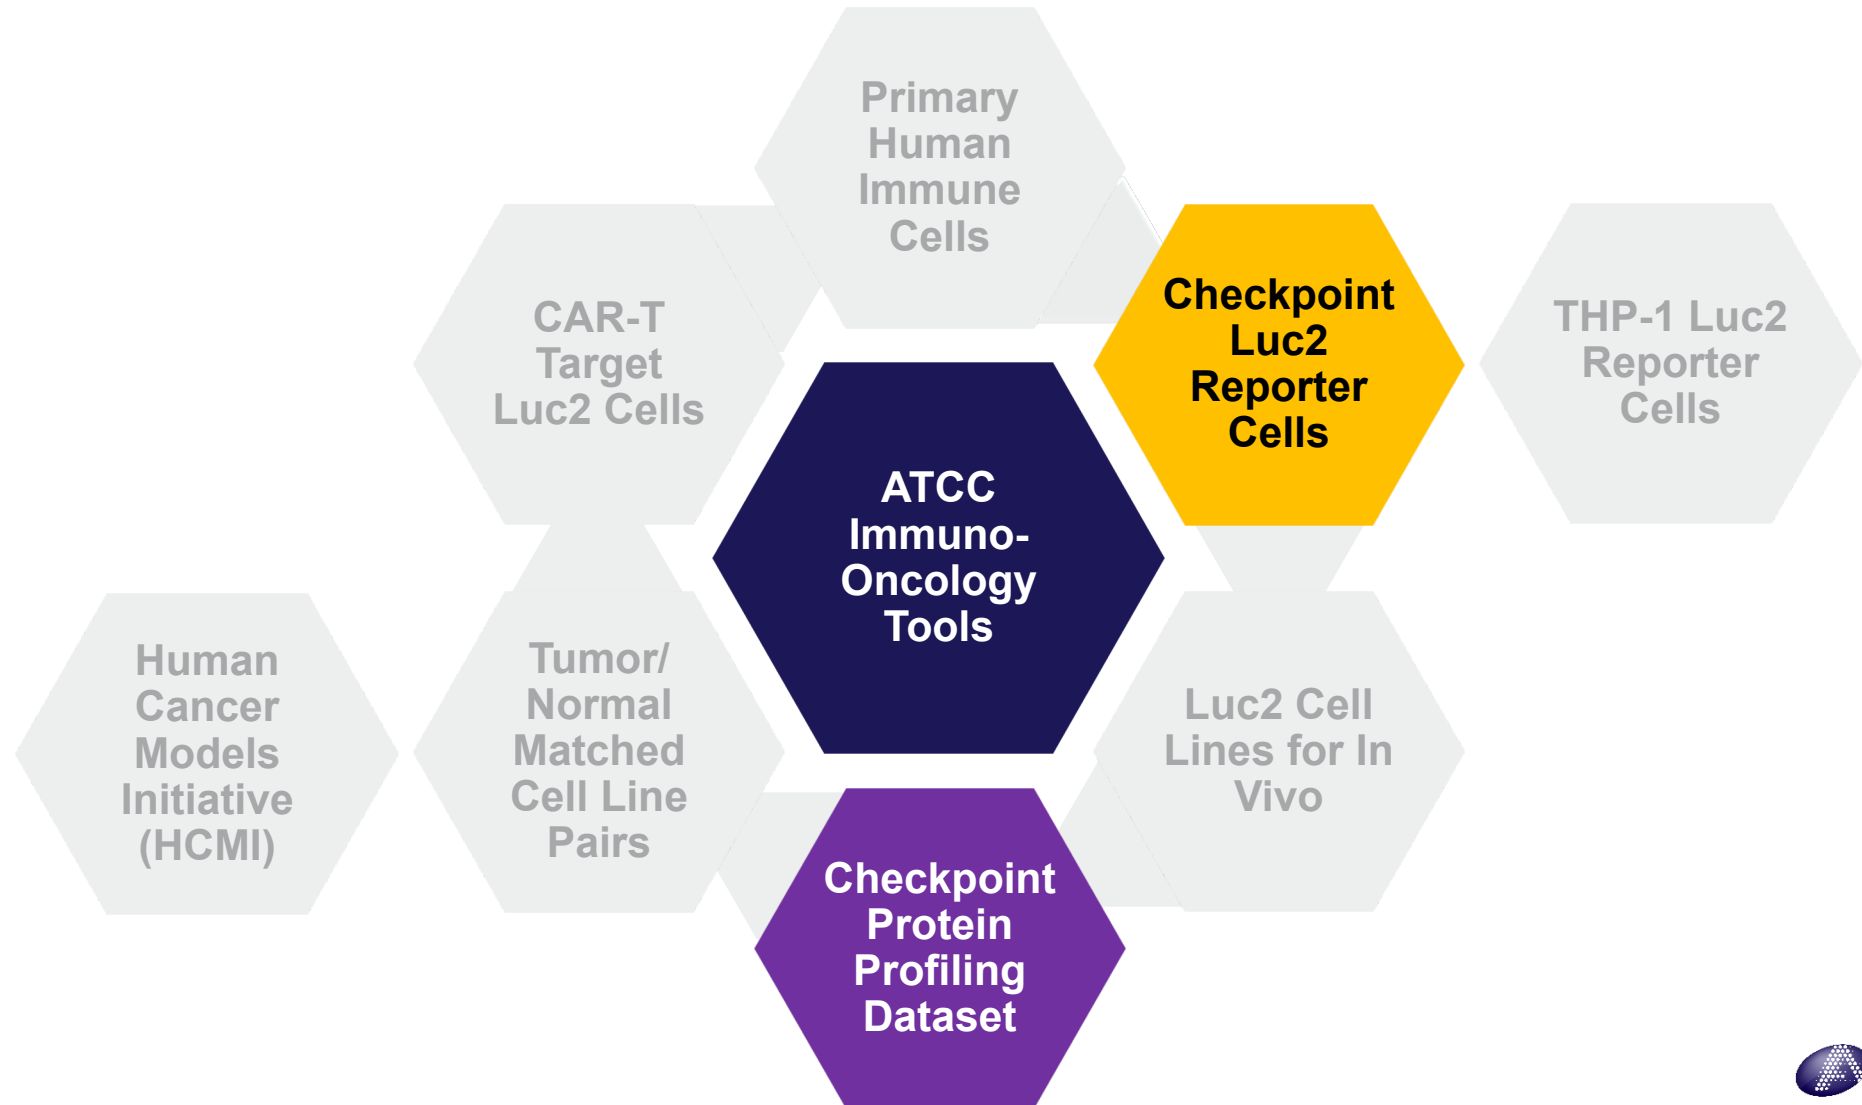 Primary
Human
Immune
Cells
CAR-T
Target
Luc2 Cells
Checkpoint
Luc2
Reporter
Cells
THP-1 Luc2
Reporter
Cells
ATCC
Immuno-
Oncology
Tools
Human
Cancer
Models
Initiative
(HCMI)
Tumor/
Normal
Matched
Cell Line
Pairs
Luc2 Cell
Lines for In
Vivo
Checkpoint
Protein
Profiling
Dataset